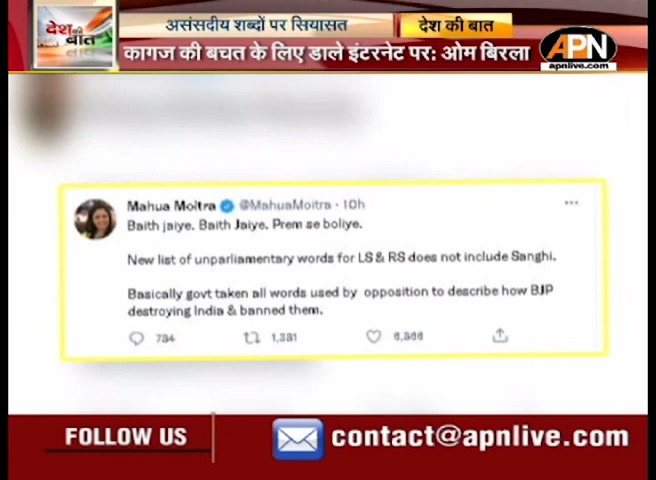 देश की बात
असंसदीय शब्दों पर सियासत
देश की बात
कागज की बचत के लिए डाले इंटरनेट पर: ओम बिरला
APN
apnlive.com
Mahua Moitra @MahuaMoitra · 10h
Baith jaiye. Baith Jaiye. Prem se boliye.
New list of unparliamentary words for LS & RS does not include Sanghi.
Basically govt taken all words used by opposition to describe how BJP
destroying India & banned them.
734 1,381
FOLLOW US
contact@apnlive.com